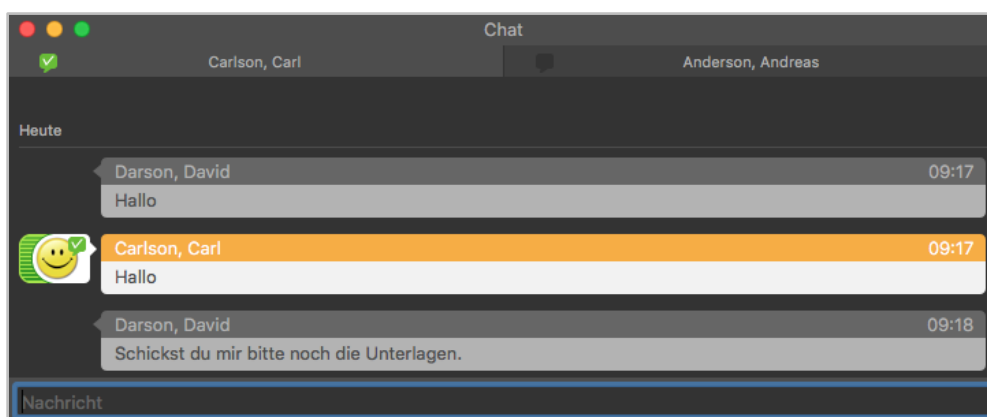 Chat
Carlson, Carl
Anderson, Andreas
Heute
Darson, David 09:17
Hallo
Carlson, Carl 09:17
Hallo
Darson, David 09:18
Schickst du mir bitte noch die Unterlagen.
Nachricht